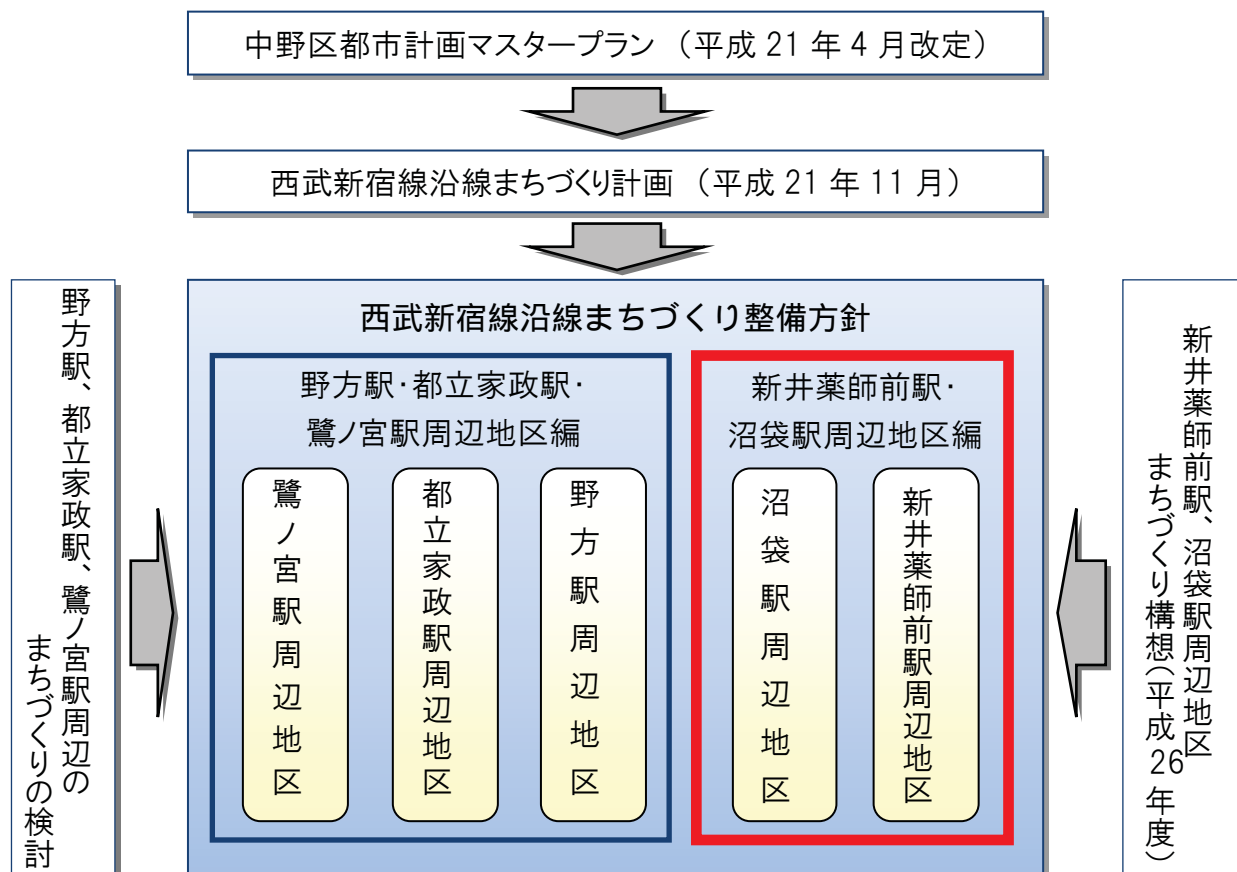 中野区都市計画マスタープラン （平成 21 年 4 月改定）
西武新宿線沿線まちづくり計画 （平成 21 年 11 月）
野方駅、都立家政駅、鷺ノ宮駅周辺の
まちづくりの検討
西武新宿線沿線まちづくり整備方針
野方駅・都立家政駅・
鷺ノ宮駅周辺地区編
鷺ノ宮駅周辺地区
都立家政駅周辺地区
野方駅周辺地区
新井薬師前駅・
沼袋駅周辺地区編
沼袋駅周辺地区
新井薬師前駅周辺地区
新井薬師前駅、沼袋駅周辺地区
まちづくり構想（平成 26 年度）